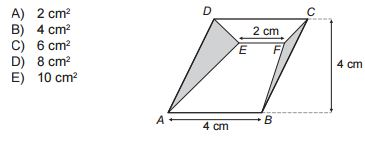 A) 2 cm²
B) 4 cm²
C) 6 cm²
D) 8 cm²
E) 10 cm²
D
C
2 cm
E
F
4 cm
A
B
4 cm